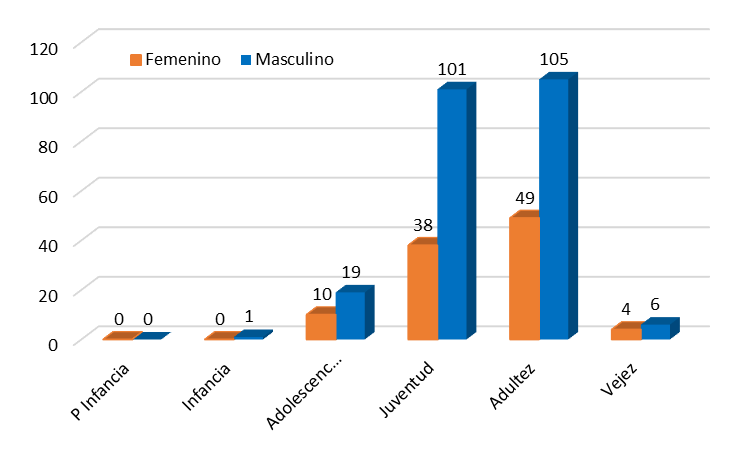 120
100
80
60
40
20
0
Femenino Masculino
0 0
0 1
10 19
38 101
49 105
4 6
P Infancia
Infancia
Adolescenc...
Juventud
Adultez
Vejez